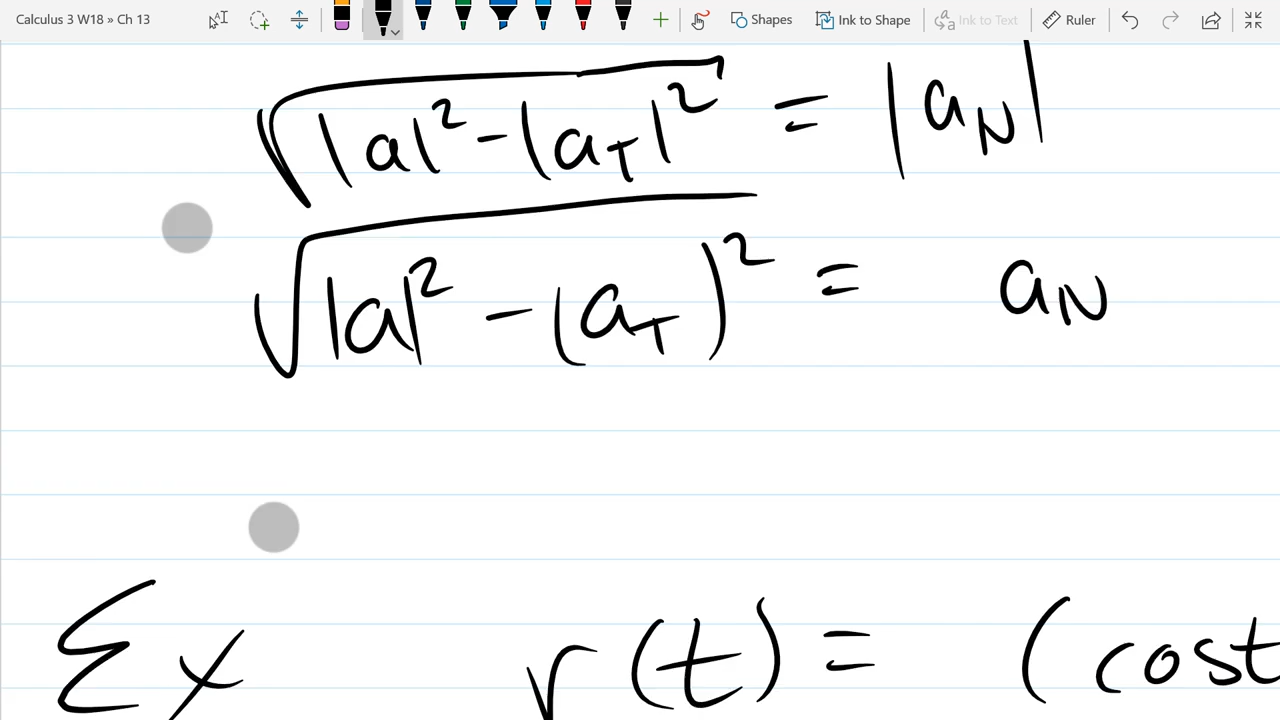 Calculus 3 W18 » Ch 13
Shapes
Ink to Shape
Ink to Text
Ruler
√|a|² - |a_T|² = |a_N|
√|a|² - (a_T)² = a_N
Ex r(t) = (cost